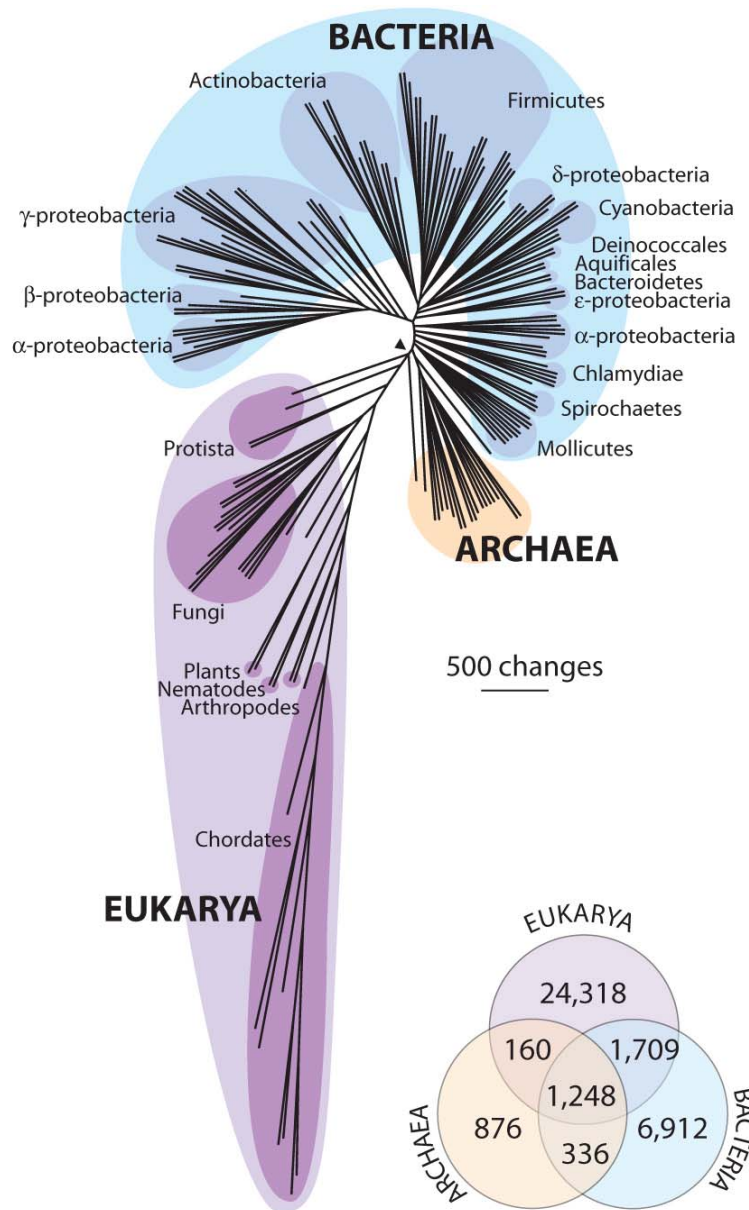 BACTERIA
Actinobacteria
Firmicutes
δ-proteobacteria
γ-proteobacteria
Cyanobacteria
Deinococcales
Aquificales
Bacteroidetes
β-proteobacteria
ε-proteobacteria
α-proteobacteria
α-proteobacteria
Chlamydiae
Spirochaetes
Protista
Mollicutes
ARCHAEA
Fungi
Plants
Nematodes
Arthropodes
500 changes
Chordates
EUKARYA
EUKARYA
24,318
160
1,709
1,248
876
6,912
336
ARCHAEA
BACTERIA